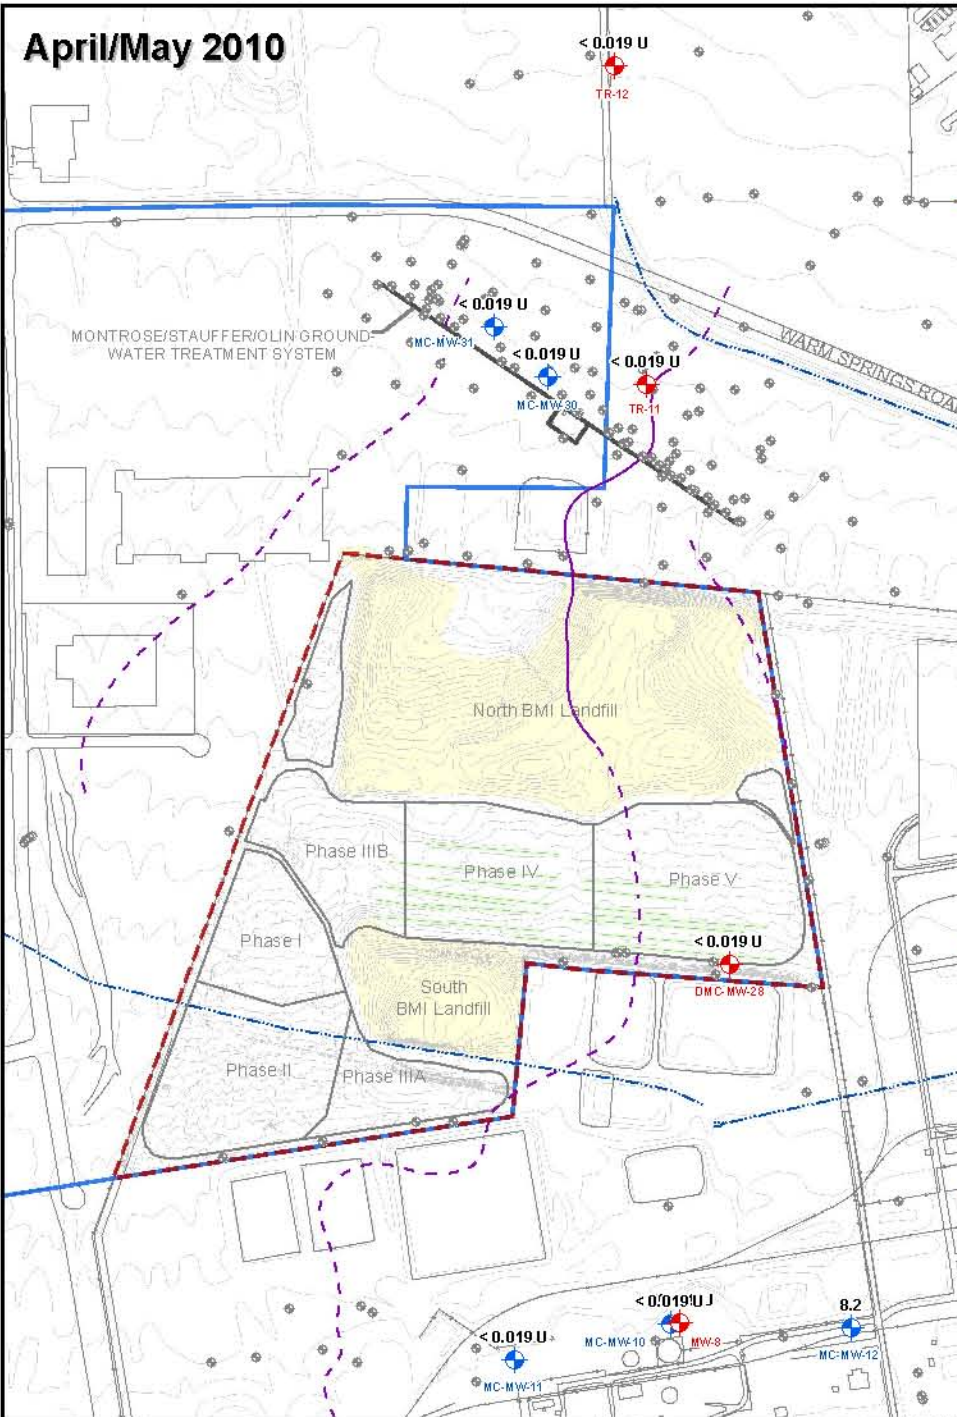 April/May 2010
< 0.019 U
TR-12
< 0.019 U
MC-MW-31
MONTROSE/STAUFFER/OLIN GROUND-
WATER TREATMENT SYSTEM
< 0.019 U
MC-MW-30
< 0.019 U
TR-11
WARM SPRINGS ROAD
North BMI Landfill
Phase IIIB
Phase IV
Phase V
Phase I
< 0.019 U
DMC-MW-28
South
BMI Landfill
Phase II
Phase IIIA
< 0.019 U
MC-MW-11
< 0.019 U J
MC-MW-10
MW-8
8.2
MC-MW-12